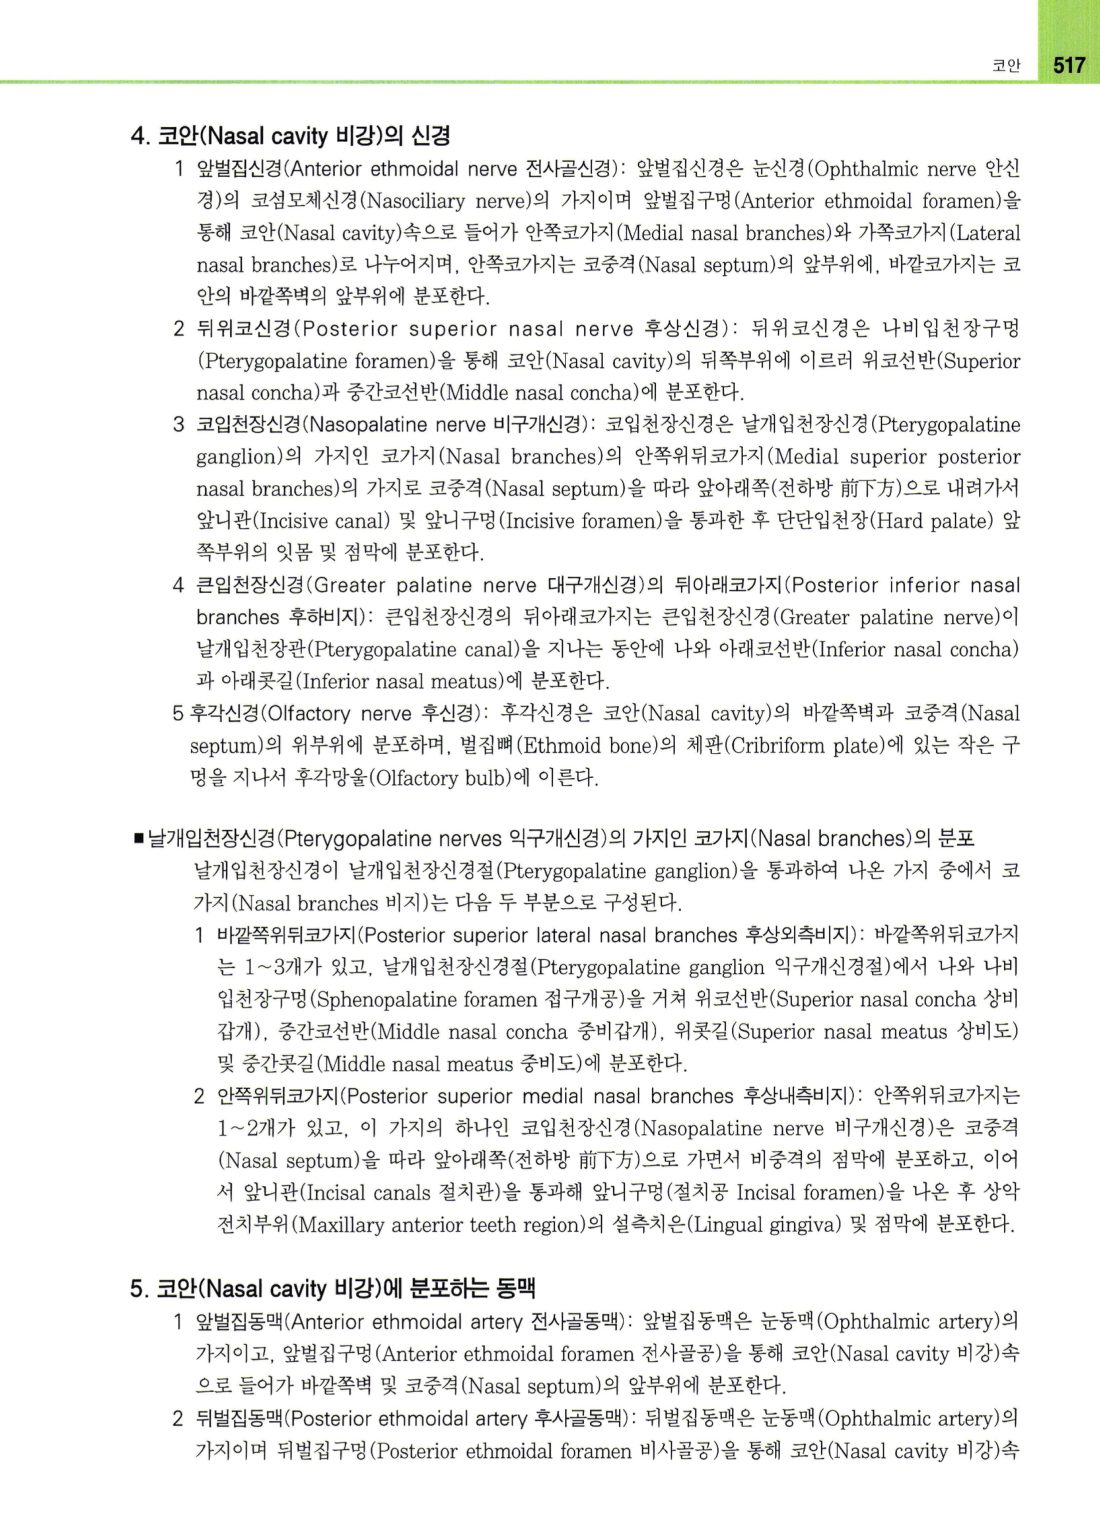 코안 517
4. 코안(Nasal cavity 비강)의 신경
1 앞벌집신경(Anterior ethmoidal nerve 전사골신경): 앞벌집신경은 눈신경(Ophthalmic nerve 안신
경)의 코섬모체신경(Nasociliary nerve)의 가지이며 앞벌집구멍(Anterior ethmoidal foramen)을
통해 코안(Nasal cavity)속으로 들어가 안쪽코가지(Medial nasal branches)와 가쪽코가지(Lateral
nasal branches)로 나누어지며, 안쪽코가지는 코중격(Nasal septum)의 앞부위에, 바깥코가지는 코
안의 바깥쪽벽의 앞부위에 분포한다.
2 뒤위코신경(Posterior superior nasal nerve 후상신경): 뒤위코신경은 나비입천장구멍
(Pterygopalatine foramen)을 통해 코안(Nasal cavity)의 뒤쪽부위에 이르러 위코선반(Superior
nasal concha)과 중간코선반(Middle nasal concha)에 분포한다.
3 코입천장신경(Nasopalatine nerve 비구개신경): 코입천장신경은 날개입천장신경(Pterygopalatine
ganglion)의 가지인 코가지(Nasal branches)의 안쪽위뒤코가지(Medial superior posterior
nasal branches)의 가지로 코중격(Nasal septum)을 따라 앞아래쪽(전하방 前下方)으로 내려가서
앞니관(Incisive canal) 및 앞니구멍(Incisive foramen)을 통과한 후 단단입천장(Hard palate) 앞
쪽부위의 잇몸 및 점막에 분포한다.
4 큰입천장신경(Greater palatine nerve 대구개신경)의 뒤아래코가지(Posterior inferior nasal
branches 후하비지): 큰입천장신경의 뒤아래코가지는 큰입천장신경(Greater palatine nerve)이
날개입천장관(Pterygopalatine canal)을 지나는 동안에 나와 아래코선반(Inferior nasal concha)
과 아래콧길(Inferior nasal meatus)에 분포한다.
5 후각신경(Olfactory nerve 후신경): 후각신경은 코안(Nasal cavity)의 바깥쪽벽과 코중격(Nasal
septum)의 위부위에 분포하며, 벌집뼈(Ethmoid bone)의 체판(Cribriform plate)에 있는 작은 구
멍을 지나서 후각망울(Olfactory bulb)에 이른다.
■ 날개입천장신경(Pterygopalatine nerves 익구개신경)의 가지인 코가지(Nasal branches)의 분포
날개입천장신경이 날개입천장신경절(Pterygopalatine ganglion)을 통과하여 나온 가지 중에서 코
가지(Nasal branches 비지)는 다음 두 부분으로 구성된다.
1 바깥쪽위뒤코가지(Posterior superior lateral nasal branches 후상외측비지): 바깥쪽위뒤코가지
는 1~3개가 있고, 날개입천장신경절(Pterygopalatine ganglion 익구개신경절)에서 나와 나비
입천장구멍(Sphenopalatine foramen 접구개공)을 거쳐 위코선반(Superior nasal concha 상비
갑개), 중간코선반(Middle nasal concha 중비갑개), 위콧길(Superior nasal meatus 상비도)
및 중간콧길(Middle nasal meatus 중비도)에 분포한다.
2 안쪽위뒤코가지(Posterior superior medial nasal branches 후상내측비지): 안쪽위뒤코가지는
1~2개가 있고, 이 가지의 하나인 코입천장신경(Nasopalatine nerve 비구개신경)은 코중격
(Nasal septum)을 따라 앞아래쪽(전하방 前下方)으로 가면서 비중격의 점막에 분포하고, 이어
서 앞니관(Incisal canals 절치관)을 통과해 앞니구멍(절치공 Incisal foramen)을 나온 후 상악
전치부위(Maxillary anterior teeth region)의 설측치은(Lingual gingiva) 및 점막에 분포한다.
5. 코안(Nasal cavity 비강)에 분포하는 동맥
1 앞벌집동맥(Anterior ethmoidal artery 전사골동맥): 앞벌집동맥은 눈동맥(Ophthalmic artery)의
가지이고, 앞벌집구멍(Anterior ethmoidal foramen 전사골공)을 통해 코안(Nasal cavity 비강)속
으로 들어가 바깥쪽벽 및 코중격(Nasal septum)의 앞부위에 분포한다.
2 뒤벌집동맥(Posterior ethmoidal artery 후사골동맥): 뒤벌집동맥은 눈동맥(Ophthalmic artery)의
가지이며 뒤벌집구멍(Posterior ethmoidal foramen 비사골공)을 통해 코안(Nasal cavity 비강)속